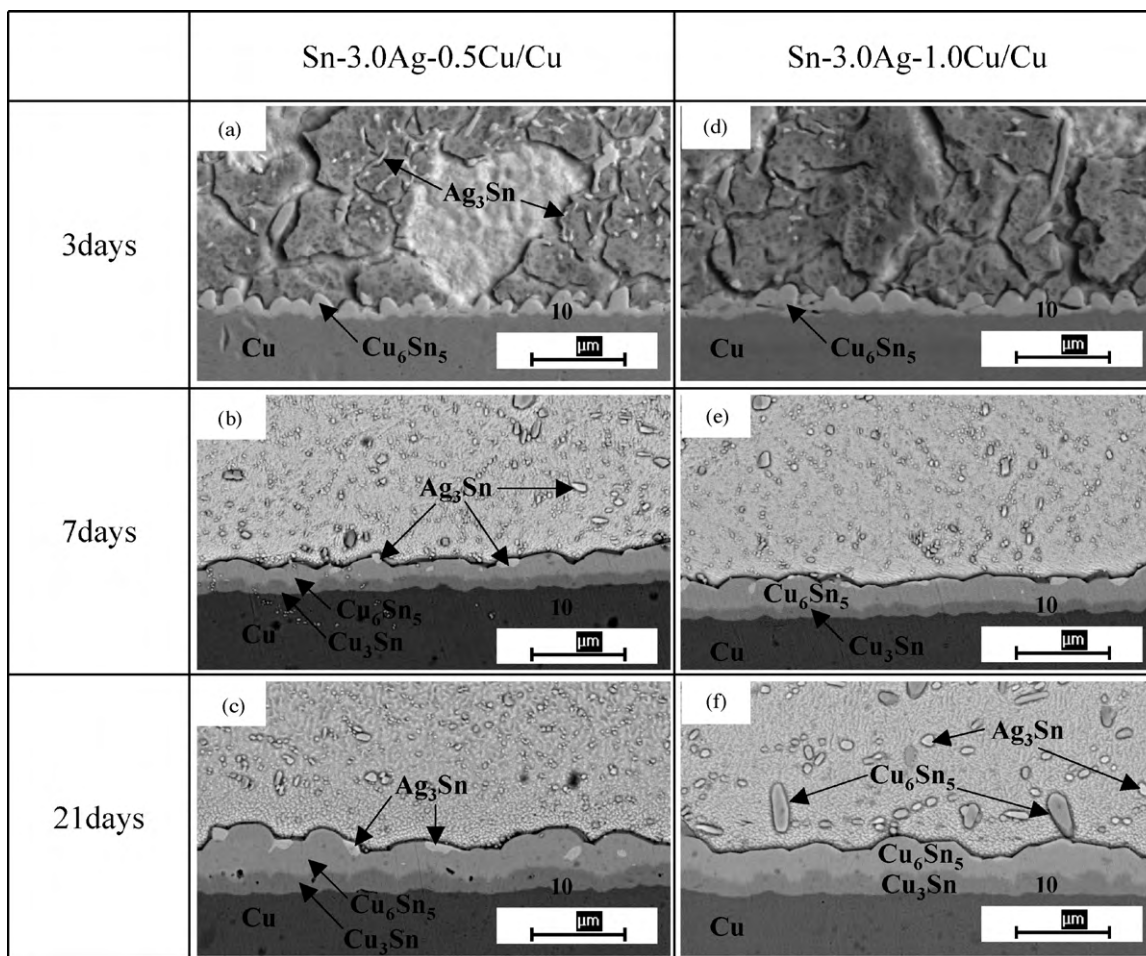 Sn-3.0Ag-0.5Cu/Cu
Sn-3.0Ag-1.0Cu/Cu
3days
(a)
Ag₃Sn
10
Cu
Cu₆Sn₅
µm
(d)
10
Cu
Cu₆Sn₅
µm
7days
(b)
Ag₃Sn
Cu₆Sn₅
10
Cu
Cu₃Sn
µm
(e)
Cu₆Sn₅
10
Cu
Cu₃Sn
µm
21days
(c)
Ag₃Sn
10
Cu₆Sn₅
Cu
Cu₃Sn
µm
(f)
Ag₃Sn
Cu₆Sn₅
Cu₆Sn₅
Cu₃Sn
10
Cu
µm